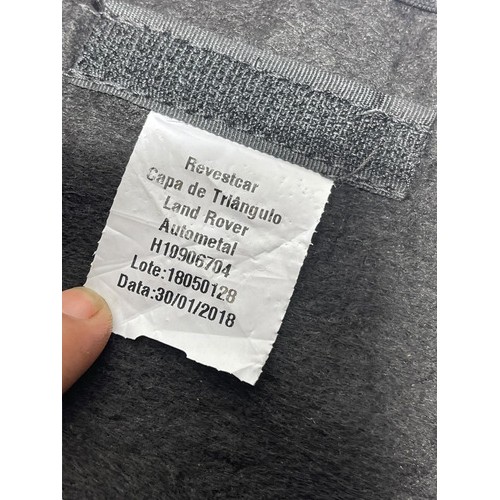 Revestcar
Capa de Triângulo
Land Rover
Autometal
H10906704
Lote:18050128
Data:30/01/2018